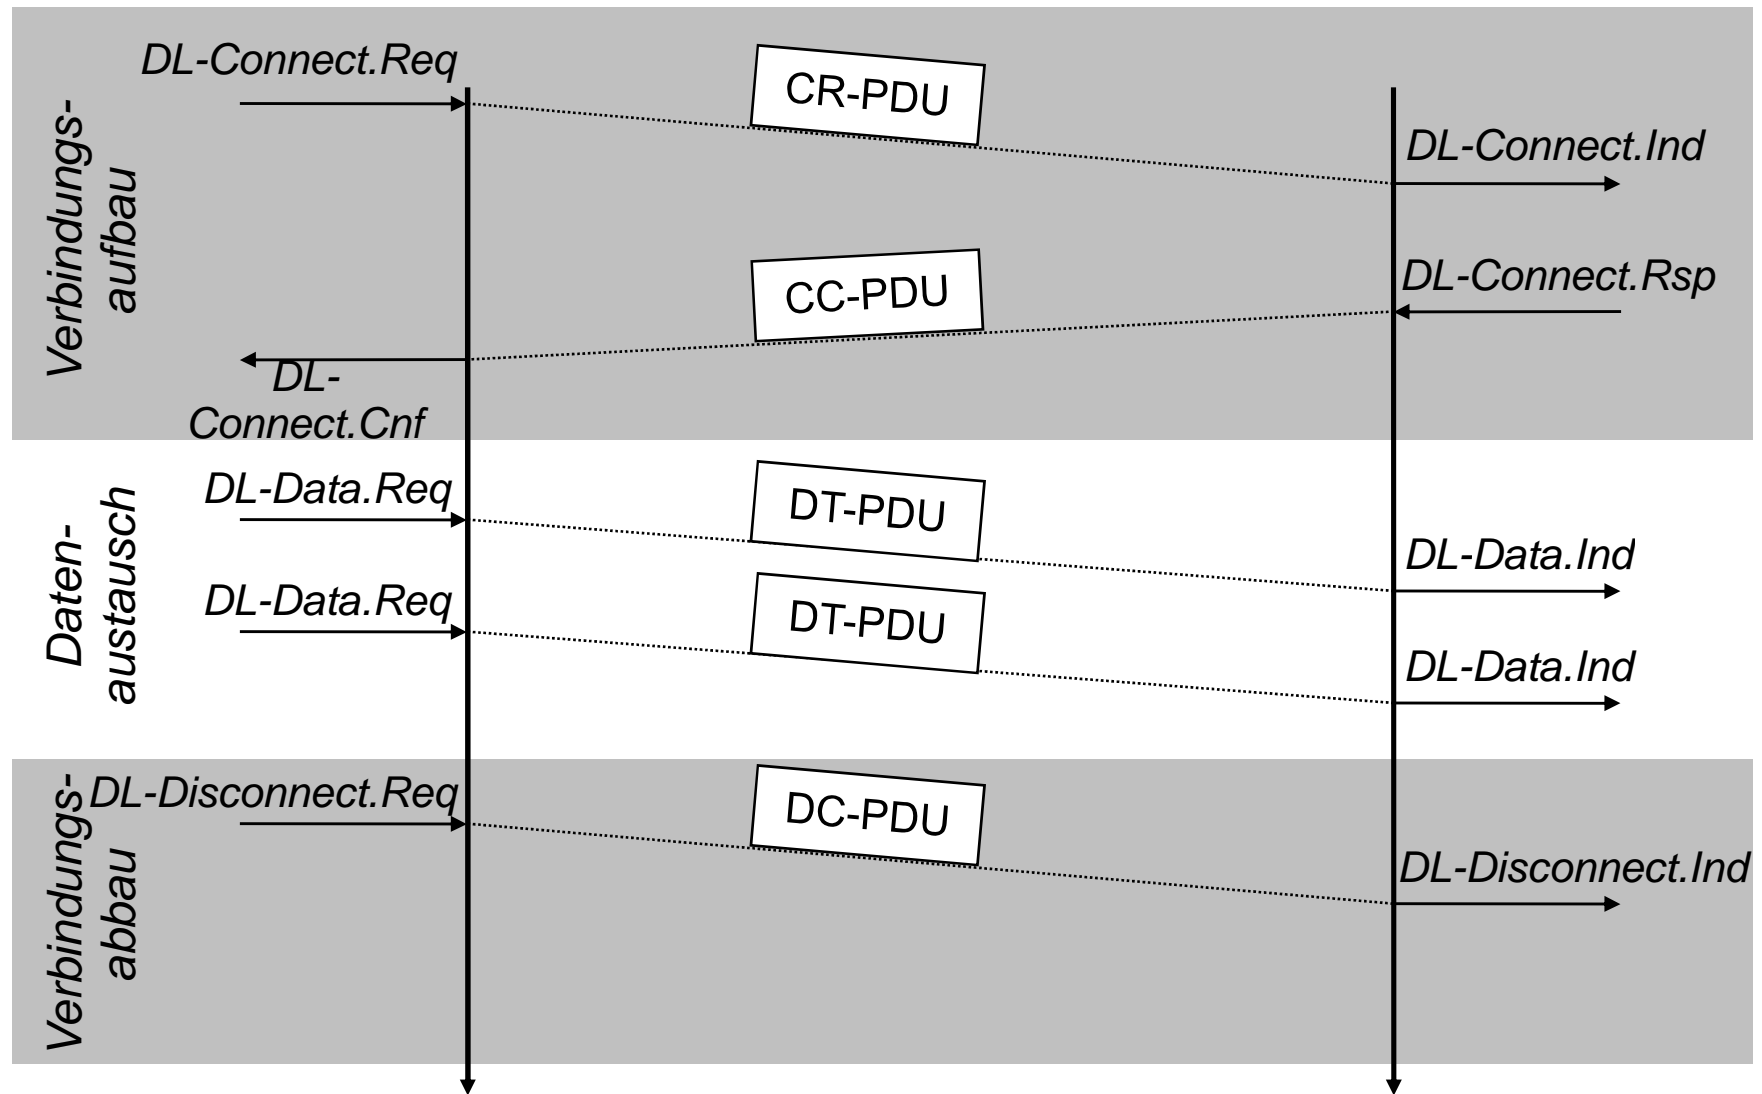 Verbindungs-
aufbau
DL-Connect.Req
CR-PDU
DL-Connect.Ind
CC-PDU
DL-Connect.Rsp
DL-
Connect.Cnf
Daten-
austausch
DL-Data.Req
DT-PDU
DL-Data.Ind
DL-Data.Req
DT-PDU
DL-Data.Ind
Verbindungs-
abbau
DL-Disconnect.Req
DC-PDU
DL-Disconnect.Ind